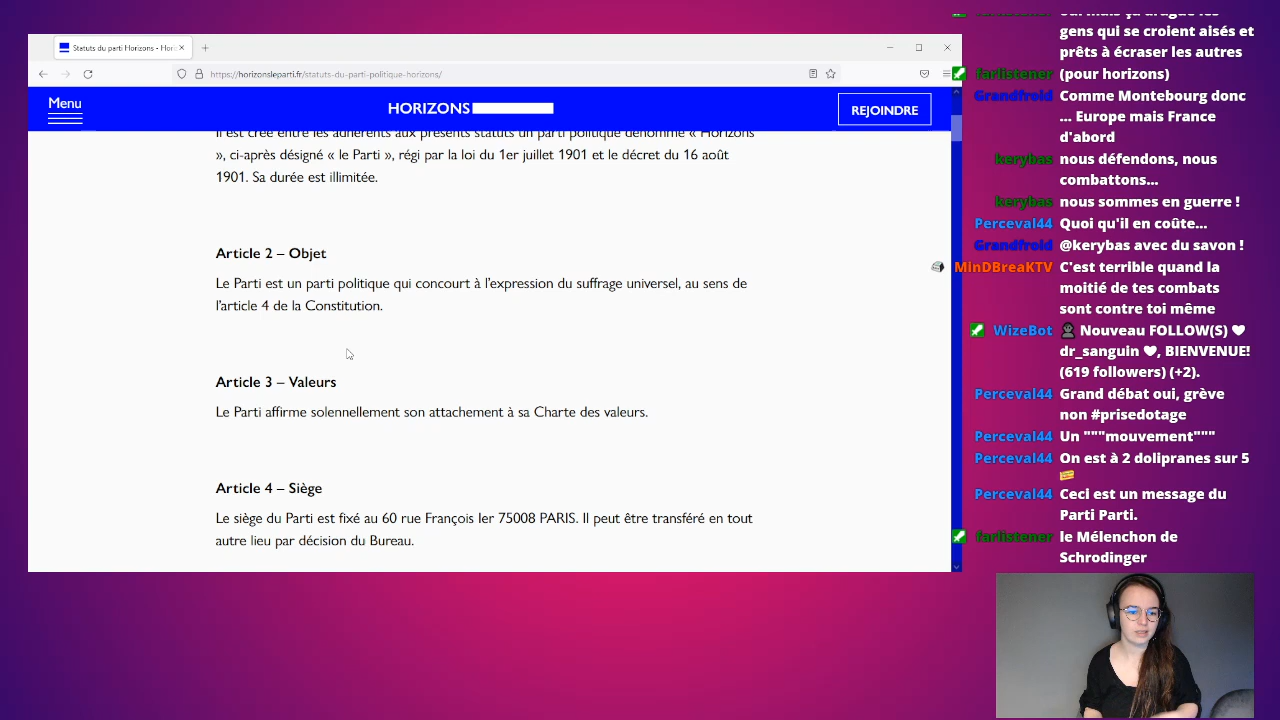 Statuts du parti Horizons - Hor
https://horizonsleparti.fr/statuts-du-parti-politique-horizons/
Menu
HORIZONS
REJOINDRE
Il est créé entre les adhérents aux présents statuts un parti politique dénommé « Horizons
», ci-après désigné « le Parti », régi par la loi du 1er juillet 1901 et le décret du 16 août
1901. Sa durée est illimitée.
Article 2 – Objet
Le Parti est un parti politique qui concourt à l’expression du suffrage universel, au sens de
l’article 4 de la Constitution.
Article 3 – Valeurs
Le Parti affirme solennellement son attachement à sa Charte des valeurs.
Article 4 – Siège
Le siège du Parti est fixé au 60 rue François Ier 75008 PARIS. Il peut être transféré en tout
autre lieu par décision du Bureau.
gens qui se croient aisés et
prêts à écraser les autres
farlistener (pour horizons)
Grandfroid Comme Montebourg donc
... Europe mais France
d'abord
kerybas nous défendons, nous
combattons...
kerybas nous sommes en guerre !
Perceval44 Quoi qu'il en coûte...
Grandfroid @kerybas avec du savon !
MinDBreaKTV C'est terrible quand la
moitié de tes combats
sont contre toi même
WizeBot Nouveau FOLLOW(S)
dr_sanguin , BIENVENUE!
(619 followers) (+2).
Perceval44 Grand débat oui, grève
non #prisedotage
Perceval44 Un """mouvement"""
Perceval44 On est à 2 dolipranes sur 5
Perceval44 Ceci est un message du
Parti Parti.
farlistener le Mélenchon de
Schrodinger